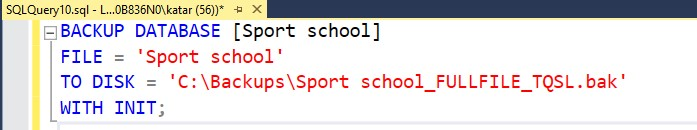 SQLQuery10.sql - L...0B836N0\katar (56))*
BACKUP DATABASE [Sport school]
FILE = 'Sport school'
TO DISK = 'C:\Backups\Sport school_FULLFILE_TQSL.bak'
WITH INIT;